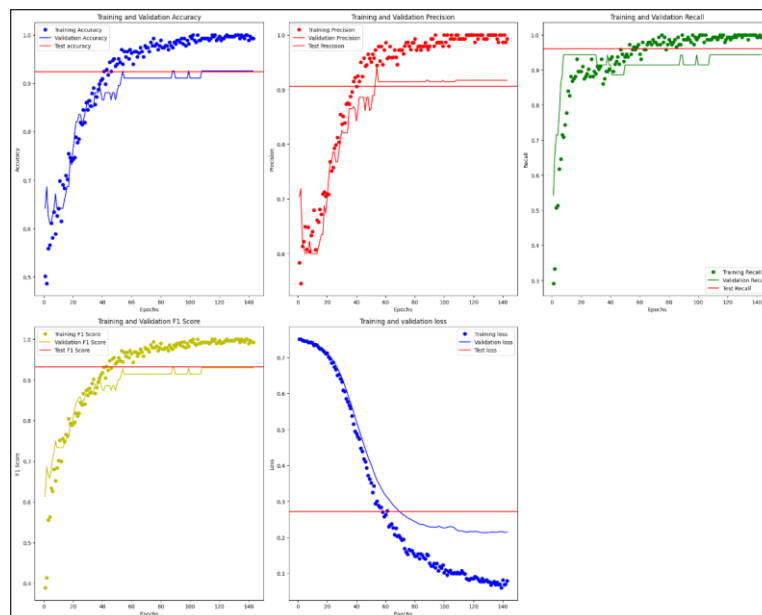 Training and Validation Accuracy
Training Accuracy
Validation Accuracy
Test accuracy
Accuracy
1.0
0.9
0.8
0.7
0.6
0.5
0 20 40 60 80 100 120 140
Epochs
Training and Validation Precision
Training Precision
Validation Precision
Test Precision
Precision
1.0
0.9
0.8
0.7
0.6
0 20 40 60 80 100 120 140
Epochs
Training and Validation Recall
Recall
1.0
0.9
0.8
0.7
0.6
0.5
0.4
0.3
Training Recall
Validation Recall
Test Recall
0 20 40 60 80 100 120 140
Epochs
Training and Validation F1 Score
Training F1 Score
Validation F1 Score
Test F1 Score
F1 Score
1.0
0.9
0.8
0.7
0.6
0.5
0.4
0 20 40 60 80 100 120 140
Epochs
Training and validation loss
Training loss
Validation loss
Test loss
Loss
0.7
0.6
0.5
0.4
0.3
0.2
0.1
0 20 40 60 80 100 120 140
Epochs